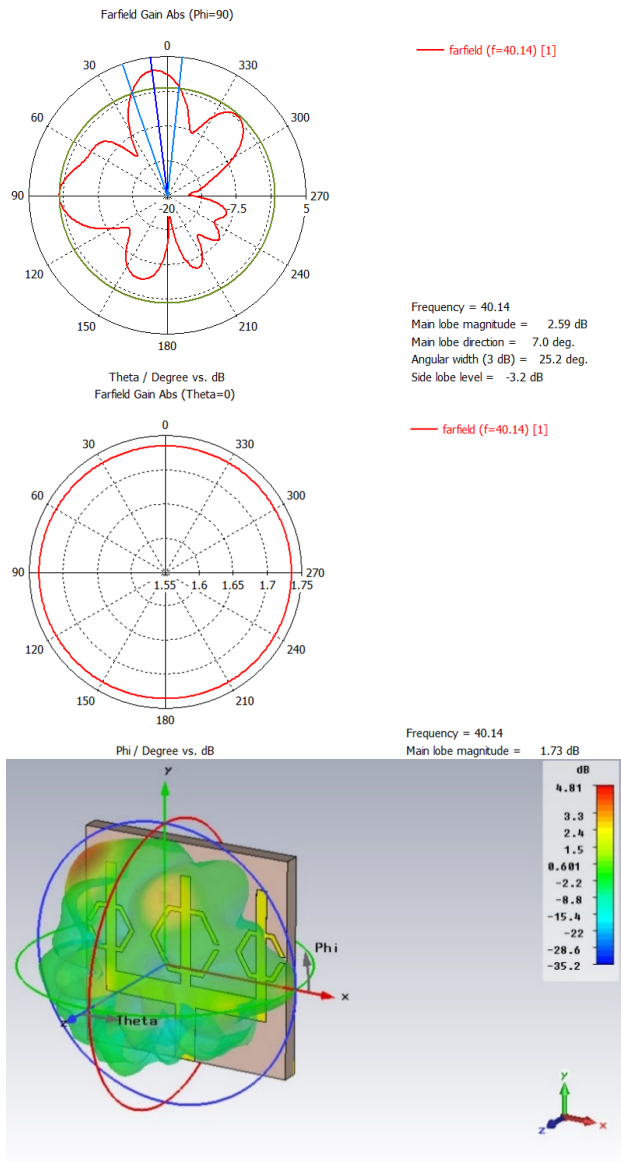 Farfield Gain Abs (Phi=90)
farfield (f=40.14) [1]
0
30
330
60
300
90
-20
-7.5
5
270
120
240
150
210
180
Frequency = 40.14
Main lobe magnitude = 2.59 dB
Main lobe direction = 7.0 deg.
Angular width (3 dB) = 25.2 deg.
Side lobe level = -3.2 dB
Theta / Degree vs. dB
Farfield Gain Abs (Theta=0)
farfield (f=40.14) [1]
0
30
330
60
300
90
1.55
1.6
1.65
1.7
1.75
270
120
240
150
210
180
Frequency = 40.14
Main lobe magnitude = 1.73 dB
Phi / Degree vs. dB
dB
4.81
3.3
2.4
1.5
0.601
-2.2
-8.8
-15.4
-22
-28.6
-35.2
y
Phi
x
z
Theta
y
z
x